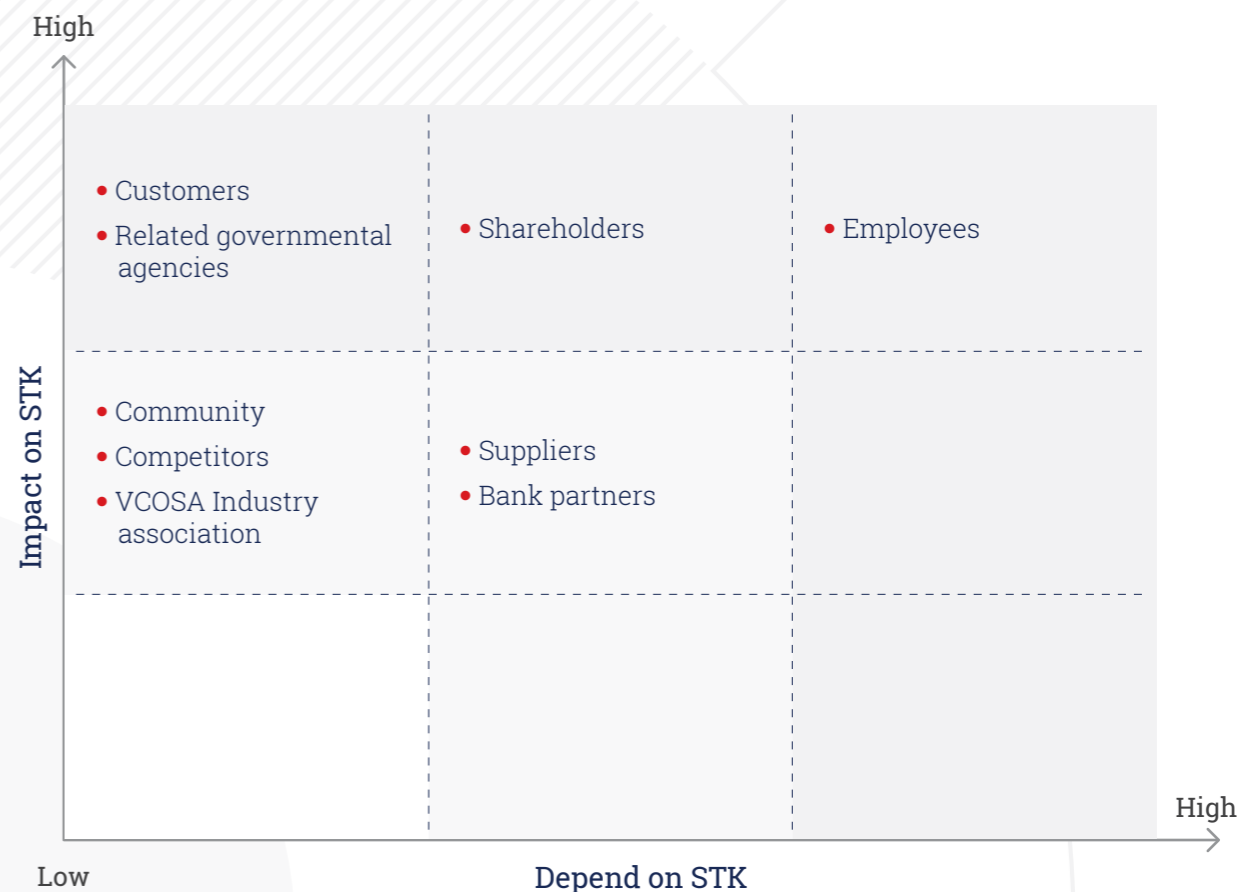 High
• Customers
• Related governmental
agencies
• Shareholders
• Employees
Impact on STK
• Community
• Competitors
• VCOSA Industry
association
• Suppliers
• Bank partners
High
Low
Depend on STK